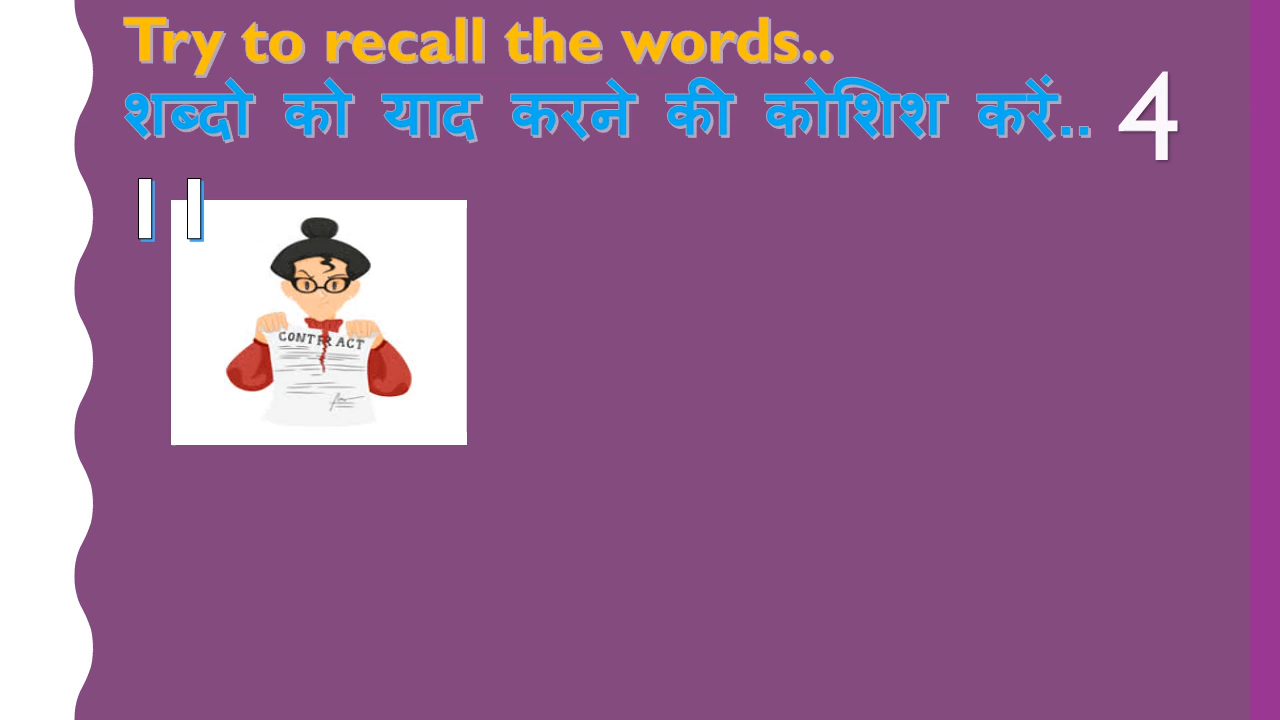 Try to recall the words..
शब्दो को याद करने की कोशिश करें..
4
CONTRACT